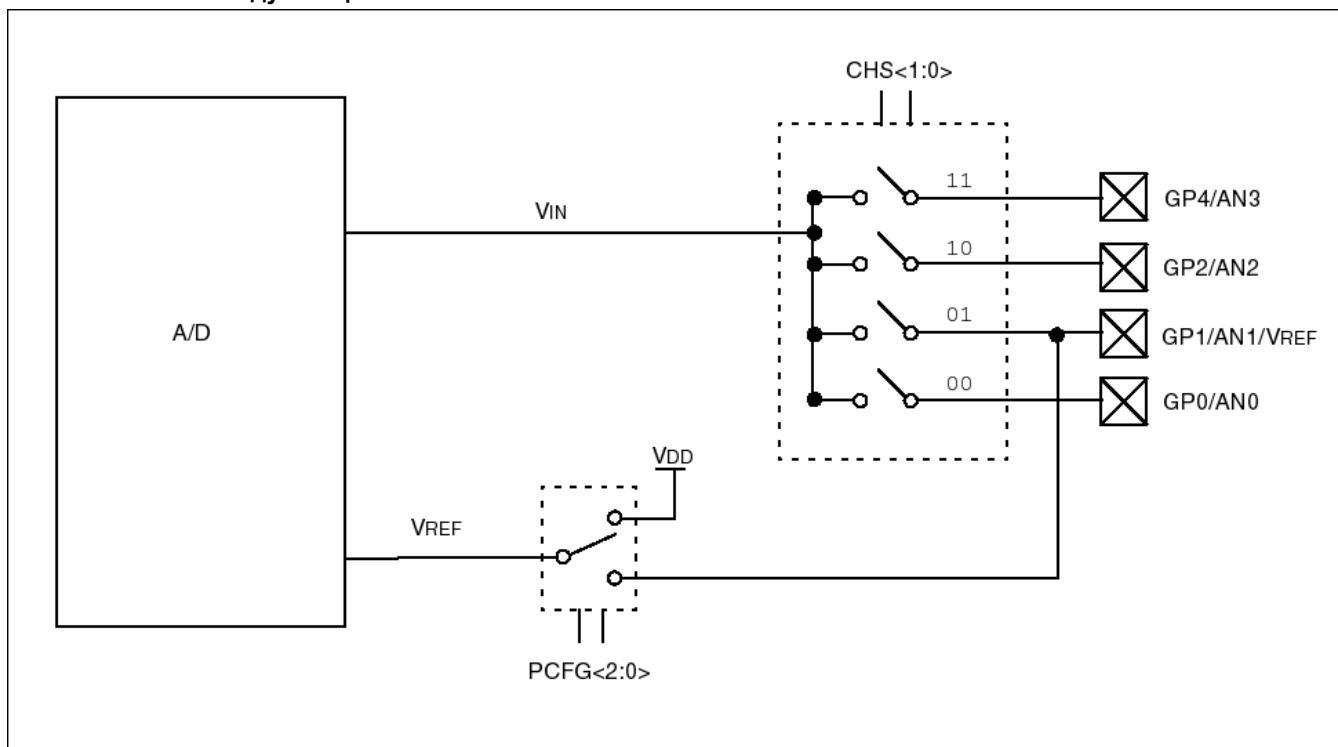 CHS<1:0>
11
GP4/AN3
VIN
10
GP2/AN2
A/D
01
GP1/AN1/VREF
00
GP0/AN0
VDD
VREF
PCFG<2:0>